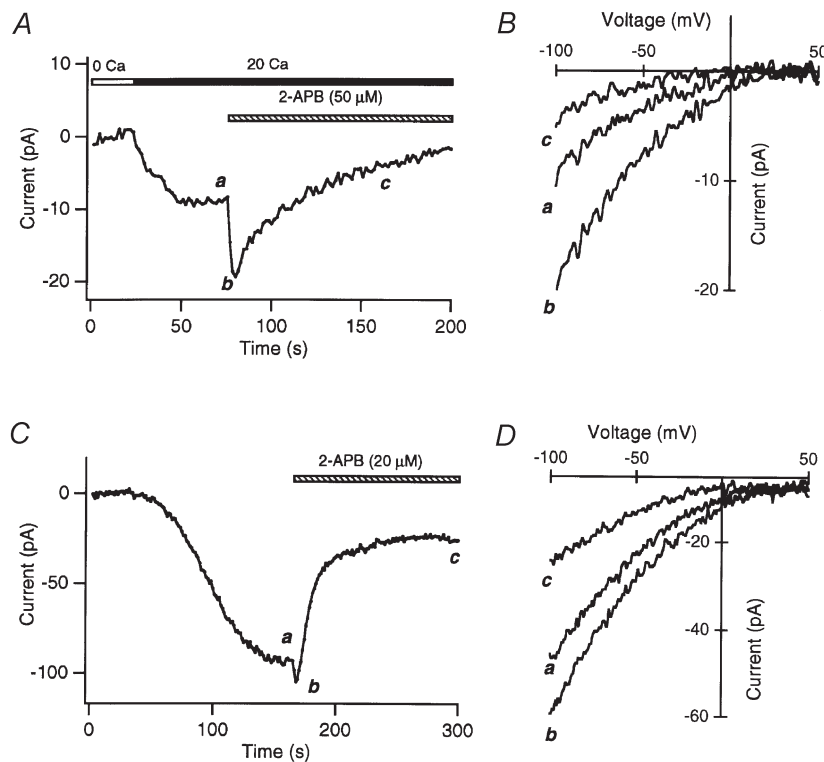 A
B
Voltage (mV)
-100 -50 50
10
0 Ca 20 Ca
2-APB (50 µM)
0
-10
-20
Current (pA)
a
b
c
0 50 100 150 200
Time (s)
c
a
b
-10
-20
Current (pA)
C
D
Voltage (mV)
-100 -50 50
2-APB (20 µM)
0
-50
-100
Current (pA)
a
b
c
0 100 200 300
Time (s)
c
a
b
-20
-40
-60
Current (pA)